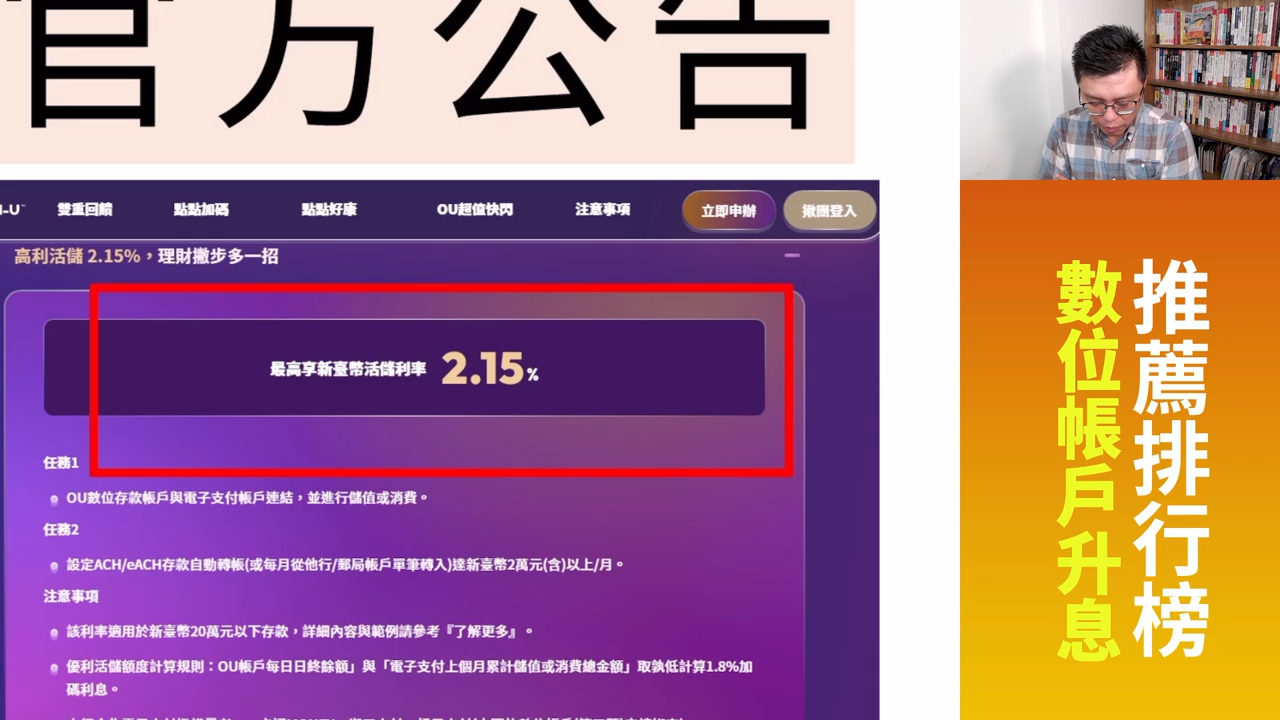 官方公告
雙重回饋
點點加碼
點點好康
OU超值快閃
注意事項
立即申辦
揪團登入
高利活儲 2.15%，理財撇步多一招
最高享新臺幣活儲利率 2.15%
任務1
OU數位存款帳戶與電子支付帳戶連結，並進行儲值或消費。
任務2
設定ACH/eACH存款自動轉帳(或每月從他行/郵局帳戶單筆轉入)達新臺幣2萬元(含)以上/月。
注意事項
該利率適用於新臺幣20萬元以下存款，詳細內容與範例請參考『了解更多』。
優利活儲額度計算規則：OU帳戶每日日終餘額」與「電子支付上個月累計儲值或消費總金額」取孰低計算1.8%加
碼利息。
推薦排行榜
數位帳戶升息